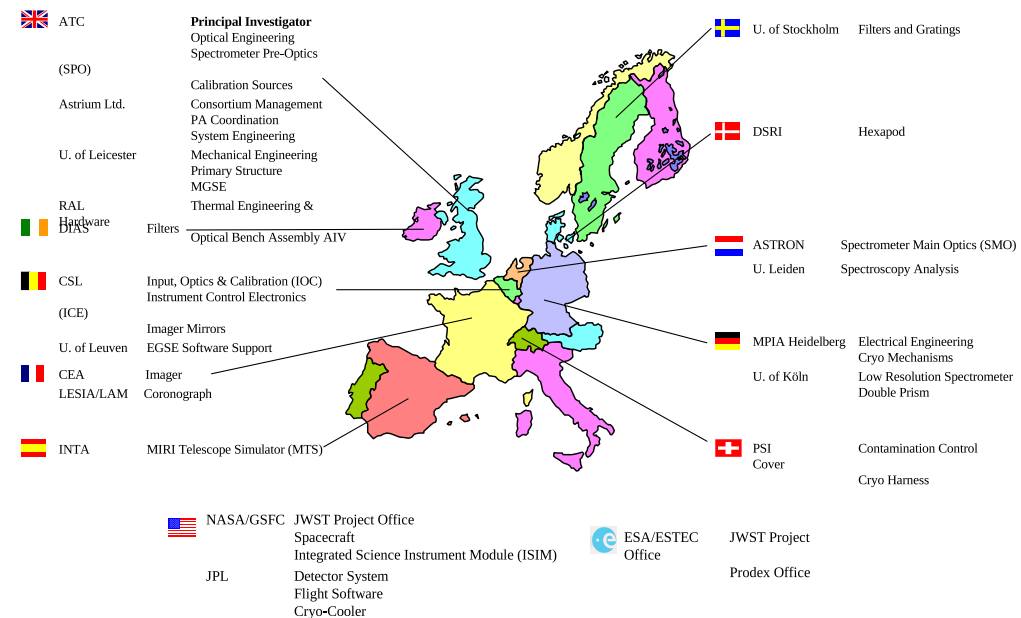 ATC Principal Investigator
Optical Engineering
Spectrometer Pre-Optics
(SPO)
Calibration Sources
Astrium Ltd. Consortium Management
PA Coordination
System Engineering
U. of Leicester Mechanical Engineering
Primary Structure
MGSE
RAL Thermal Engineering &
Hardware
Optical Bench Assembly AIV
DIAS Filters
CSL Input, Optics & Calibration (IOC)
Instrument Control Electronics
(ICE)
Imager Mirrors
U. of Leuven EGSE Software Support
CEA Imager
LESIA/LAM Coronograph
INTA MIRI Telescope Simulator (MTS)
U. of Stockholm Filters and Gratings
DSRI Hexapod
ASTRON Spectrometer Main Optics (SMO)
U. Leiden Spectroscopy Analysis
MPIA Heidelberg Electrical Engineering
Cryo Mechanisms
U. of Köln Low Resolution Spectrometer
Double Prism
PSI Contamination Control
Cover
Cryo Harness
NASA/GSFC JWST Project Office
Spacecraft
Integrated Science Instrument Module (ISIM)
JPL Detector System
Flight Software
Cryo-Cooler
ESA/ESTEC JWST Project
Office
Prodex Office